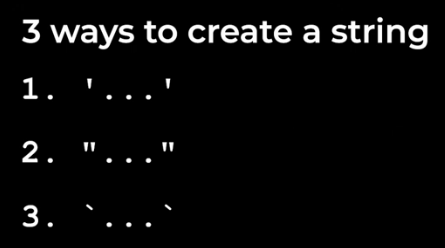 3 ways to create a string
1. '...'
2. "..."
3. `...`